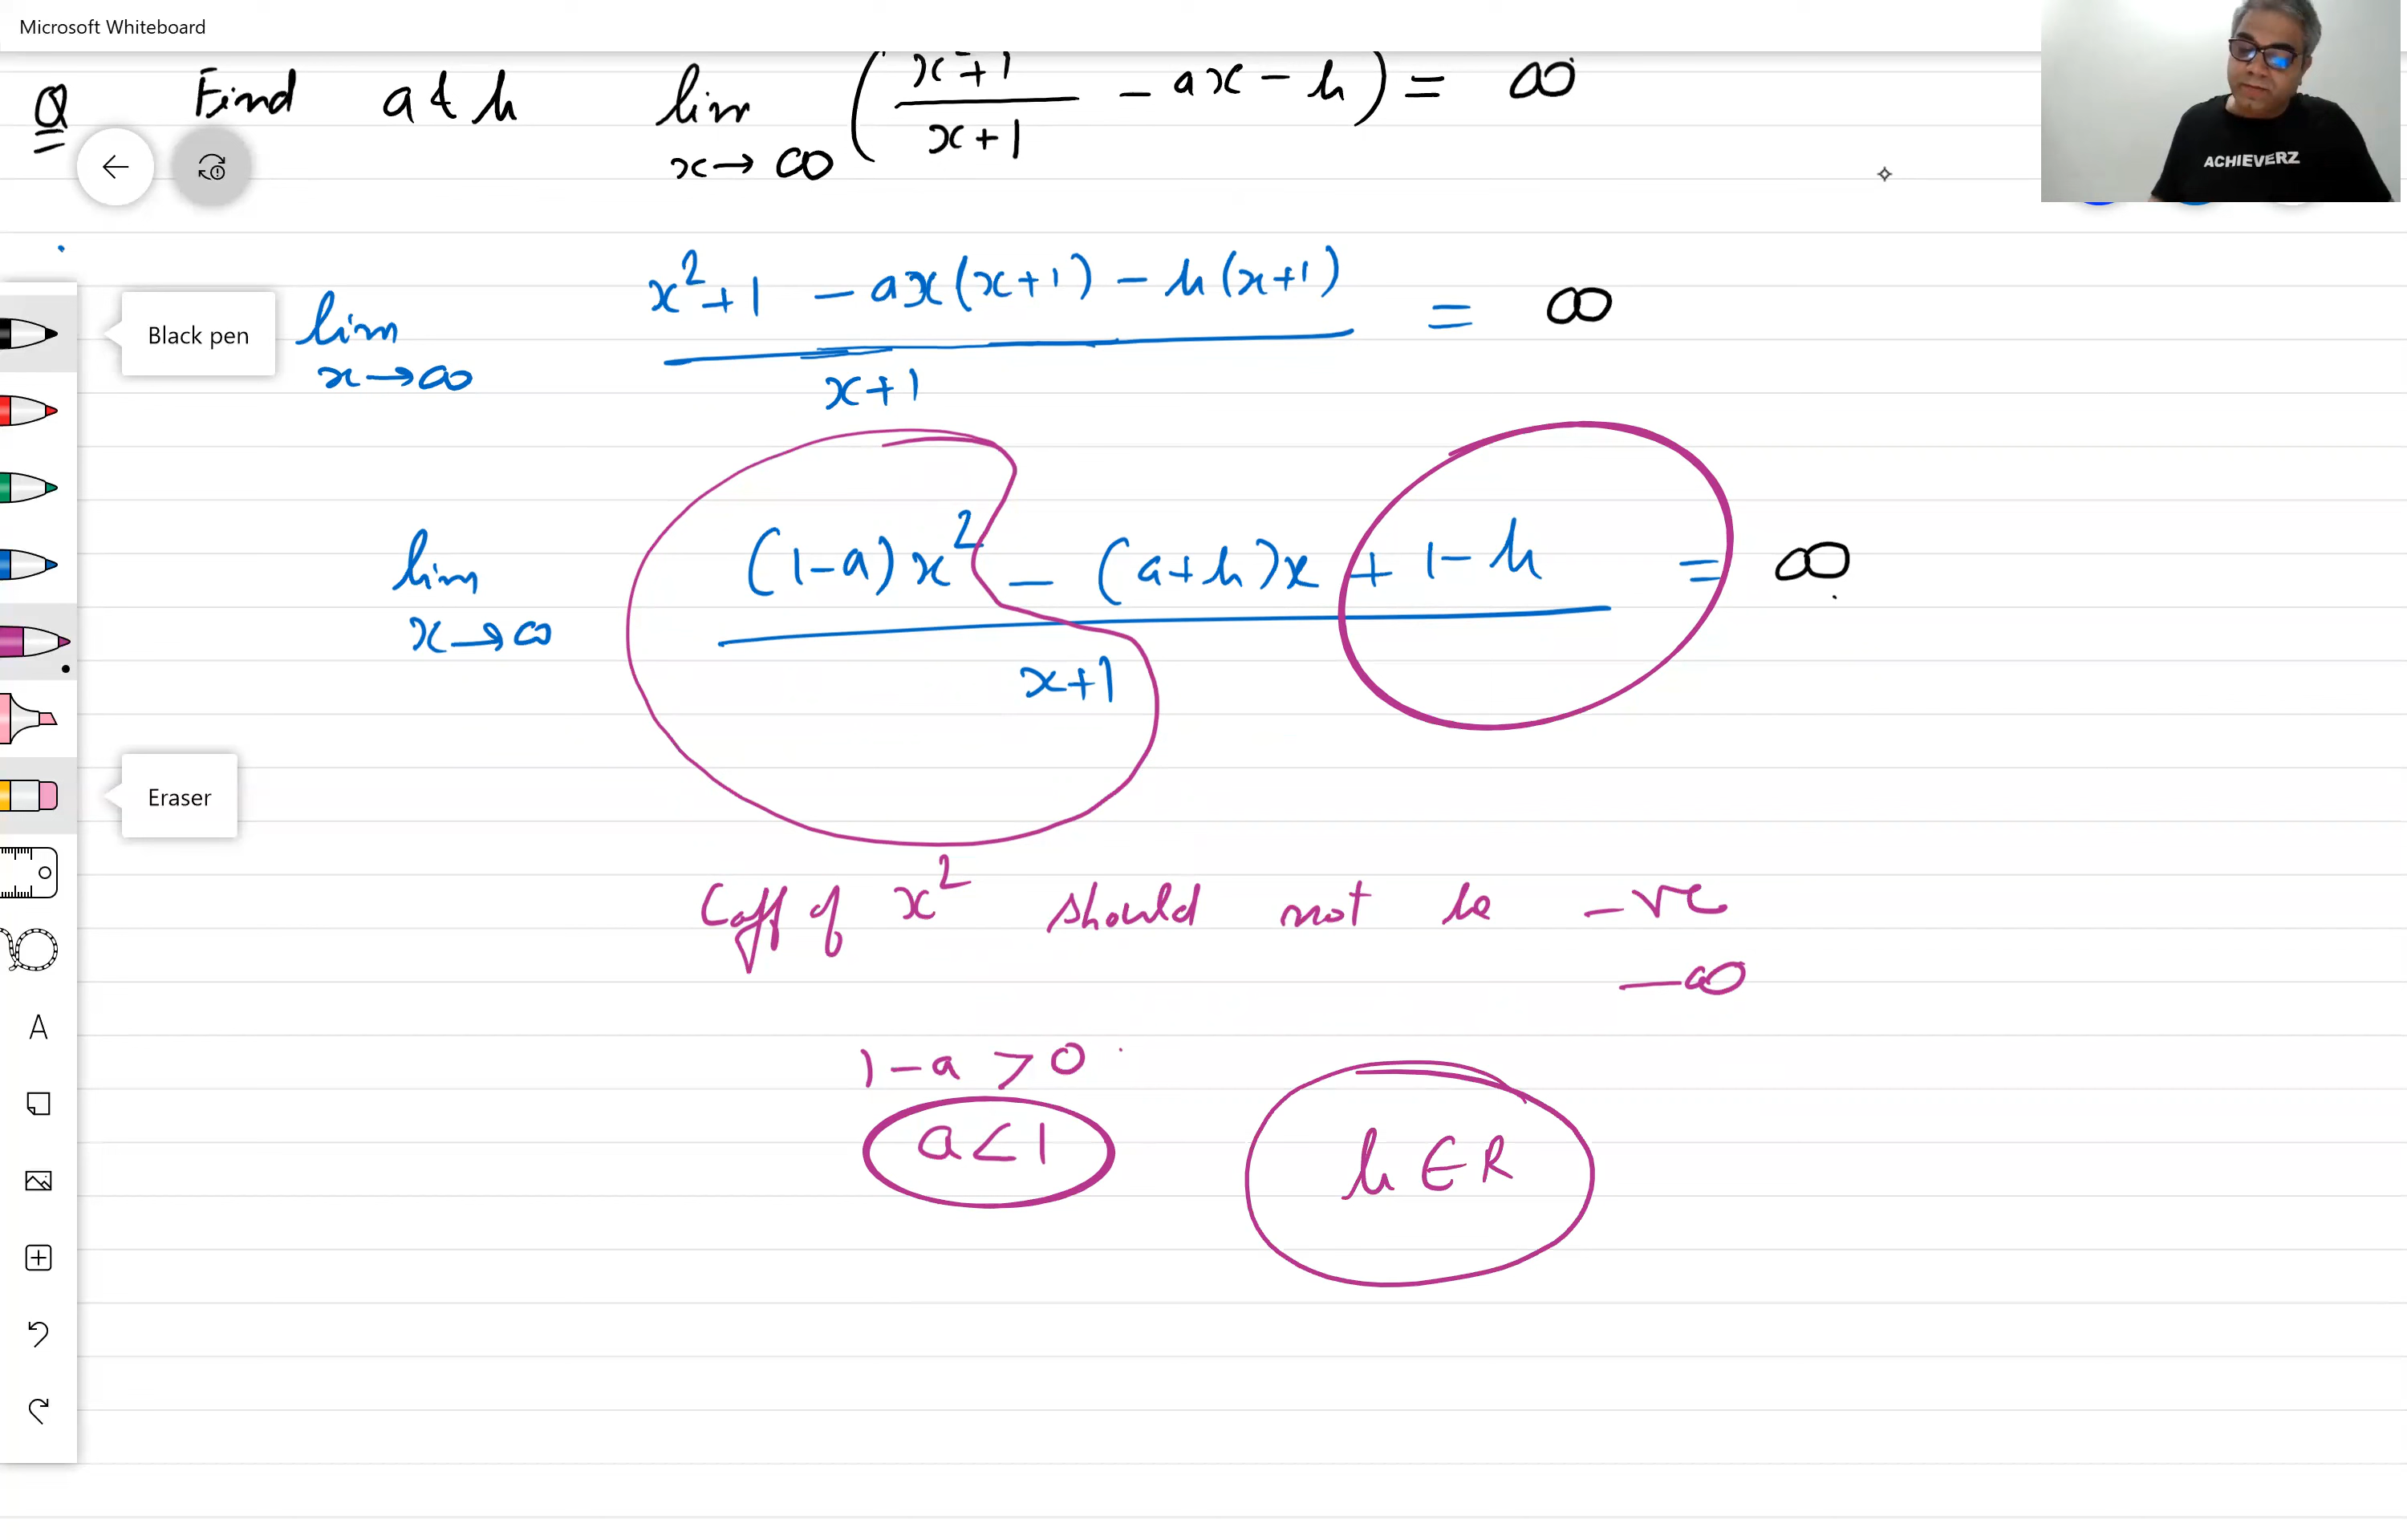 Microsoft Whiteboard
Q Find a & b lim x→∞ (x²+1 / x+1 − ax − b) = ∞
ACHIEVERZ
lim x→∞ x²+1 − ax(x+1) − b(x+1) / x+1 = ∞
Black pen
lim x→∞ (1−a)x² − (a+b)x + 1−b / x+1 = ∞
Eraser
Coff of x² should not be −ve
−∞
1−a > 0
a<1 b ∈ R
A